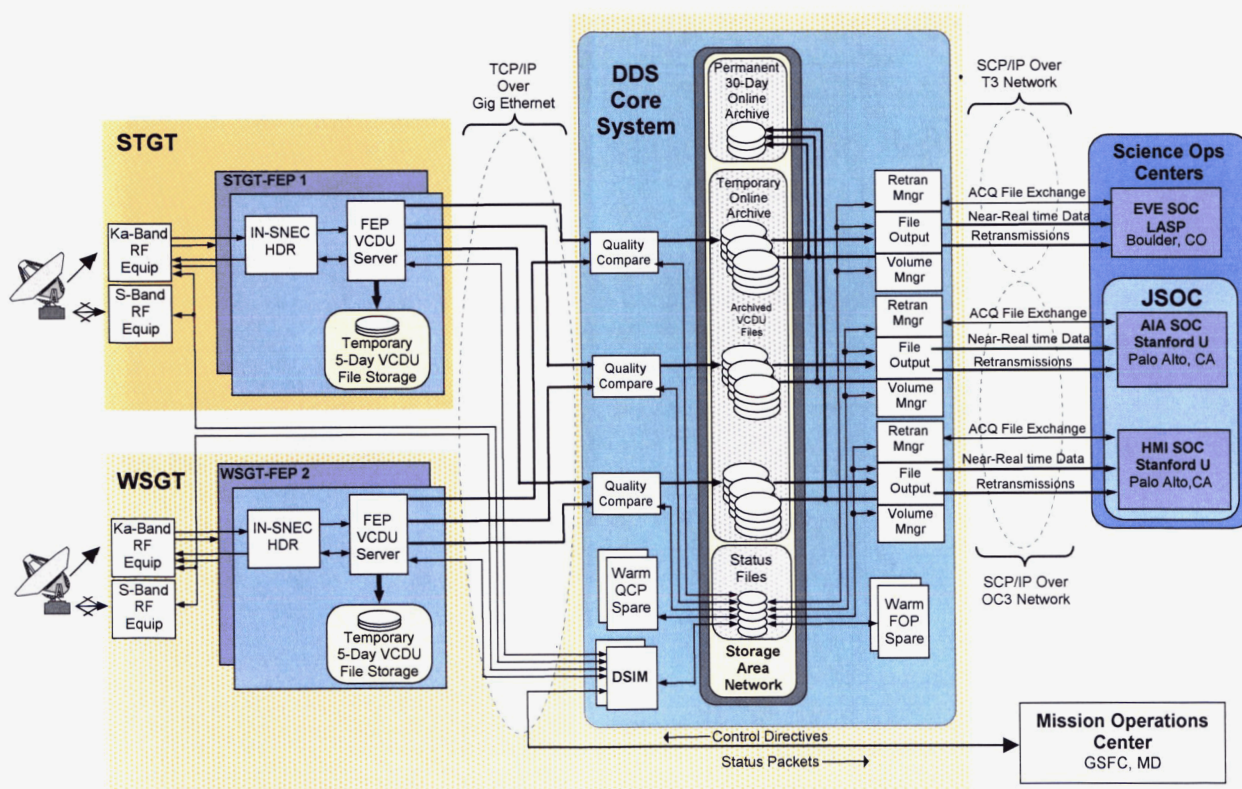 TCP/IP
Over
Gig Ethernet
SCP/IP Over
T3 Network
STGT
STGT-FEP 1
Ka-Band
RF
Equip
S-Band
RF
Equip
IN-SNEC
HDR
FEP
VCDU
Server
Temporary
5-Day VCDU
File Storage
WSGT
WSGT-FEP 2
Ka-Band
RF
Equip
S-Band
RF
Equip
IN-SNEC
HDR
FEP
VCDU
Server
Temporary
5-Day VCDU
File Storage
DDS
Core
System
Quality
Compare
Quality
Compare
Quality
Compare
Warm
QCP
Spare
DSIM
Permanent
30-Day
Online
Archive
Temporary
Online
Archive
Archived
VCDU Files
Status
Files
Storage
Area
Network
Retran
Mngr
File
Output
Volume
Mngr
Retran
Mngr
File
Output
Volume
Mngr
Retran
Mngr
File
Output
Volume
Mngr
Warm
FOP
Spare
ACQ File Exchange
Near-Real time Data
Retransmissions
ACQ File Exchange
Near-Real time Data
Retransmissions
ACQ File Exchange
Near-Real time Data
Retransmissions
SCP/IP Over
OC3 Network
Science Ops
Centers
EVE SOC
LASP
Boulder, CO
JSOC
AIA SOC
Stanford U
Palo Alto, CA
HMI SOC
Stanford U
Palo Alto,CA
Control Directives
Status Packets
Mission Operations
Center
GSFC, MD